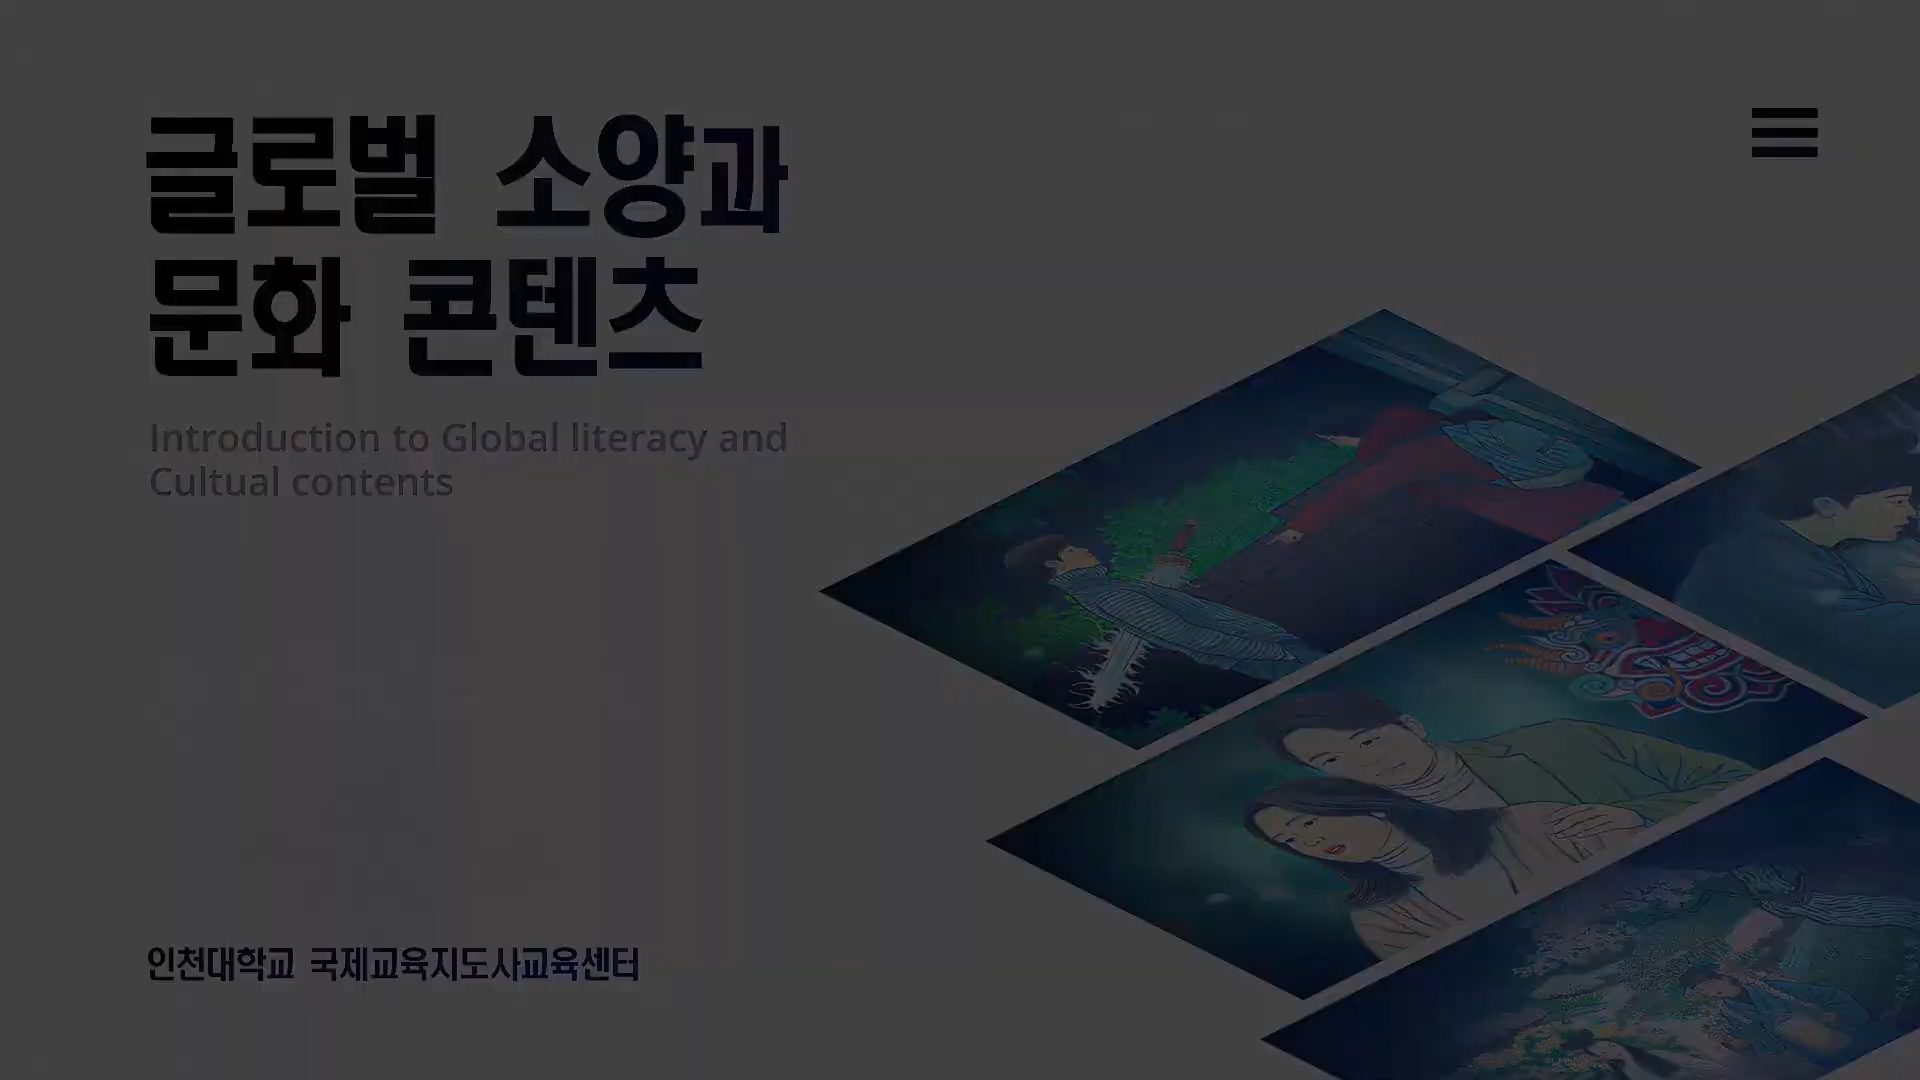 글로벌 소양과
문화 콘텐츠
Introduction to Global literacy and
Cultual contents
인천대학교 국제교육지도사교육센터